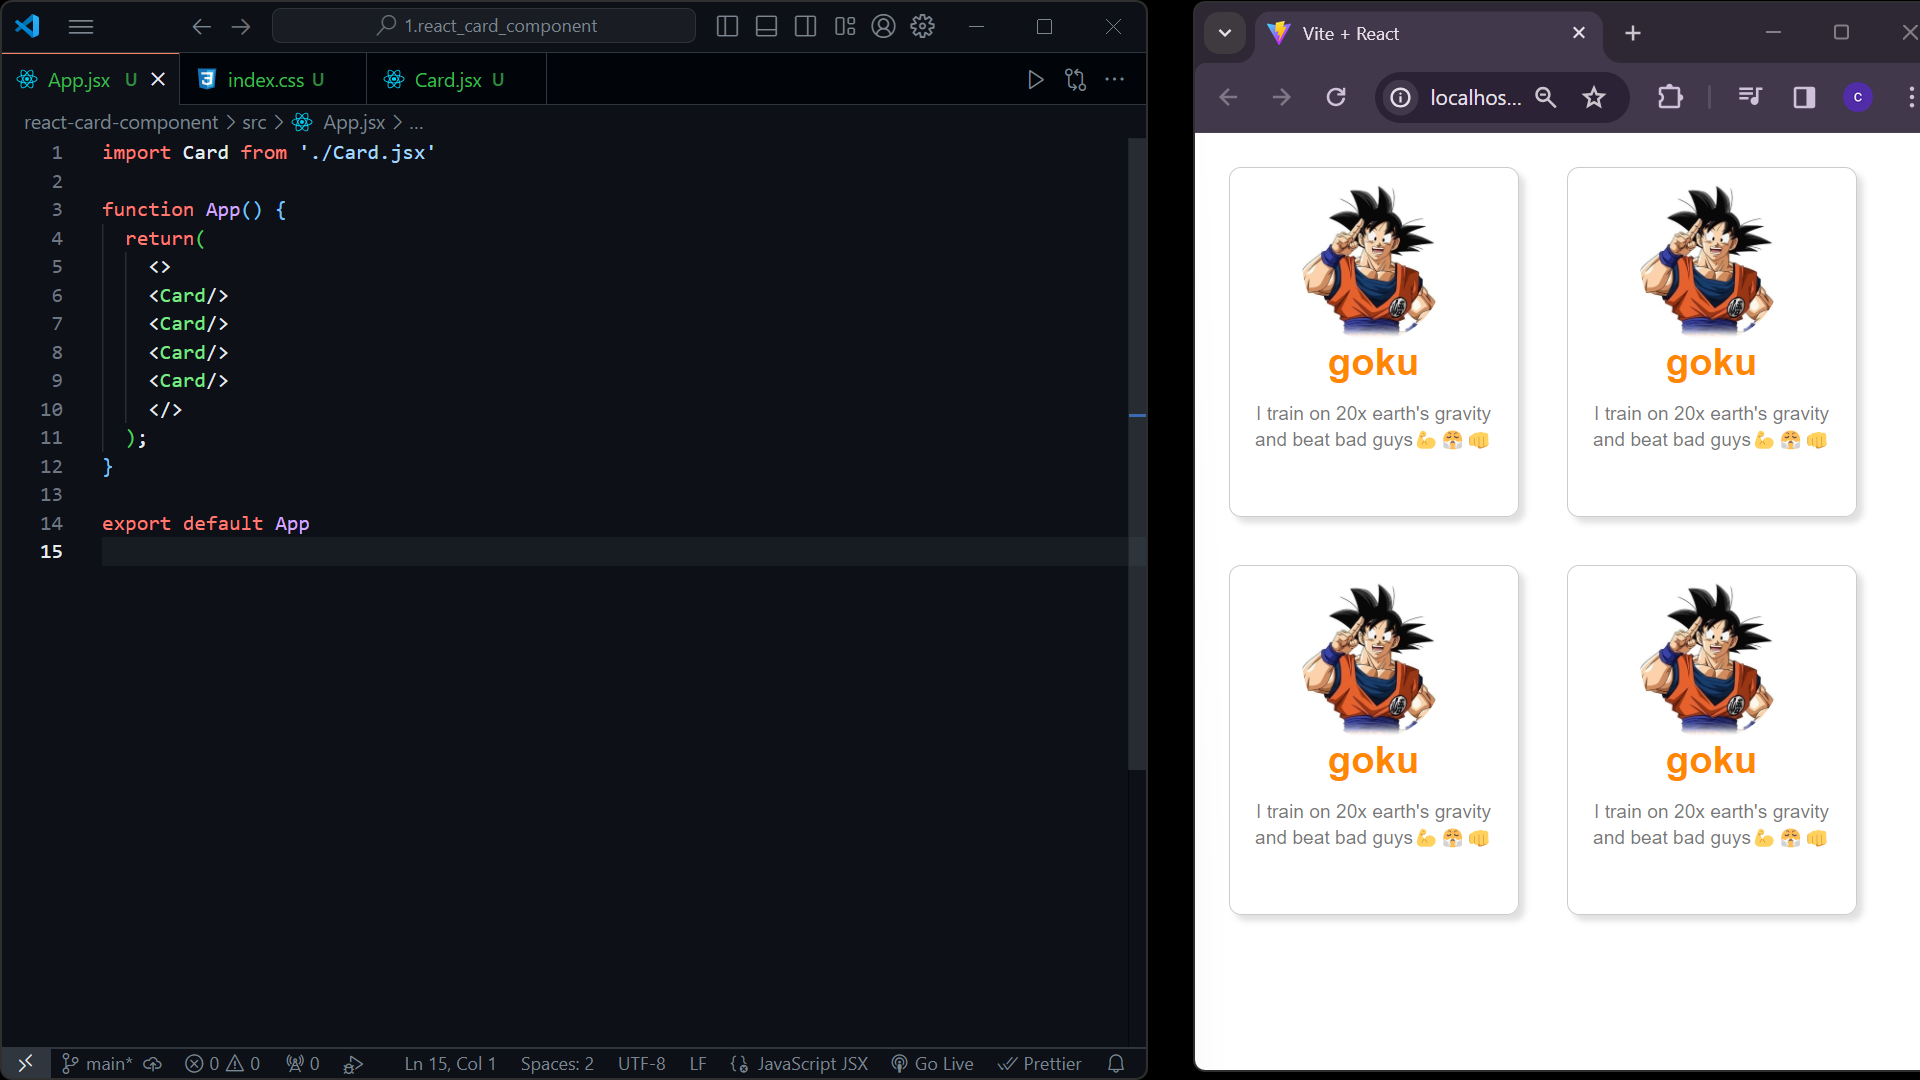 1.react_card_component
App.jsx U
index.css U
Card.jsx U
react-card-component > src > App.jsx > ...
1 import Card from './Card.jsx'
2
3 function App() {
4 return(
5 <>
6 <Card/>
7 <Card/>
8 <Card/>
9 <Card/>
10 </>
11 );
12 }
13
14 export default App
15
main* 0 0 0 Ln 15, Col 1 Spaces: 2 UTF-8 LF JavaScript JSX Go Live Prettier
Vite + React
localhos...
c
goku
I train on 20x earth's gravity
and beat bad guys💪 😤 👊
goku
I train on 20x earth's gravity
and beat bad guys💪 😤 👊
goku
I train on 20x earth's gravity
and beat bad guys💪 😤 👊
goku
I train on 20x earth's gravity
and beat bad guys💪 😤 👊